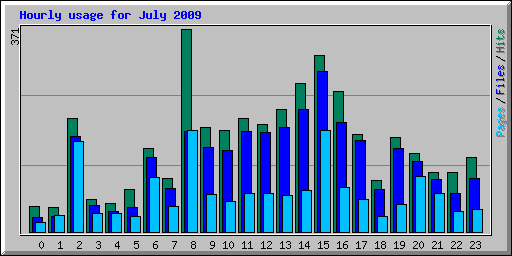 Hourly usage for July 2009
371
Pages / Files / Hits
0 1 2 3 4 5 6 7 8 9 10 11 12 13 14 15 16 17 18 19 20 21 22 23